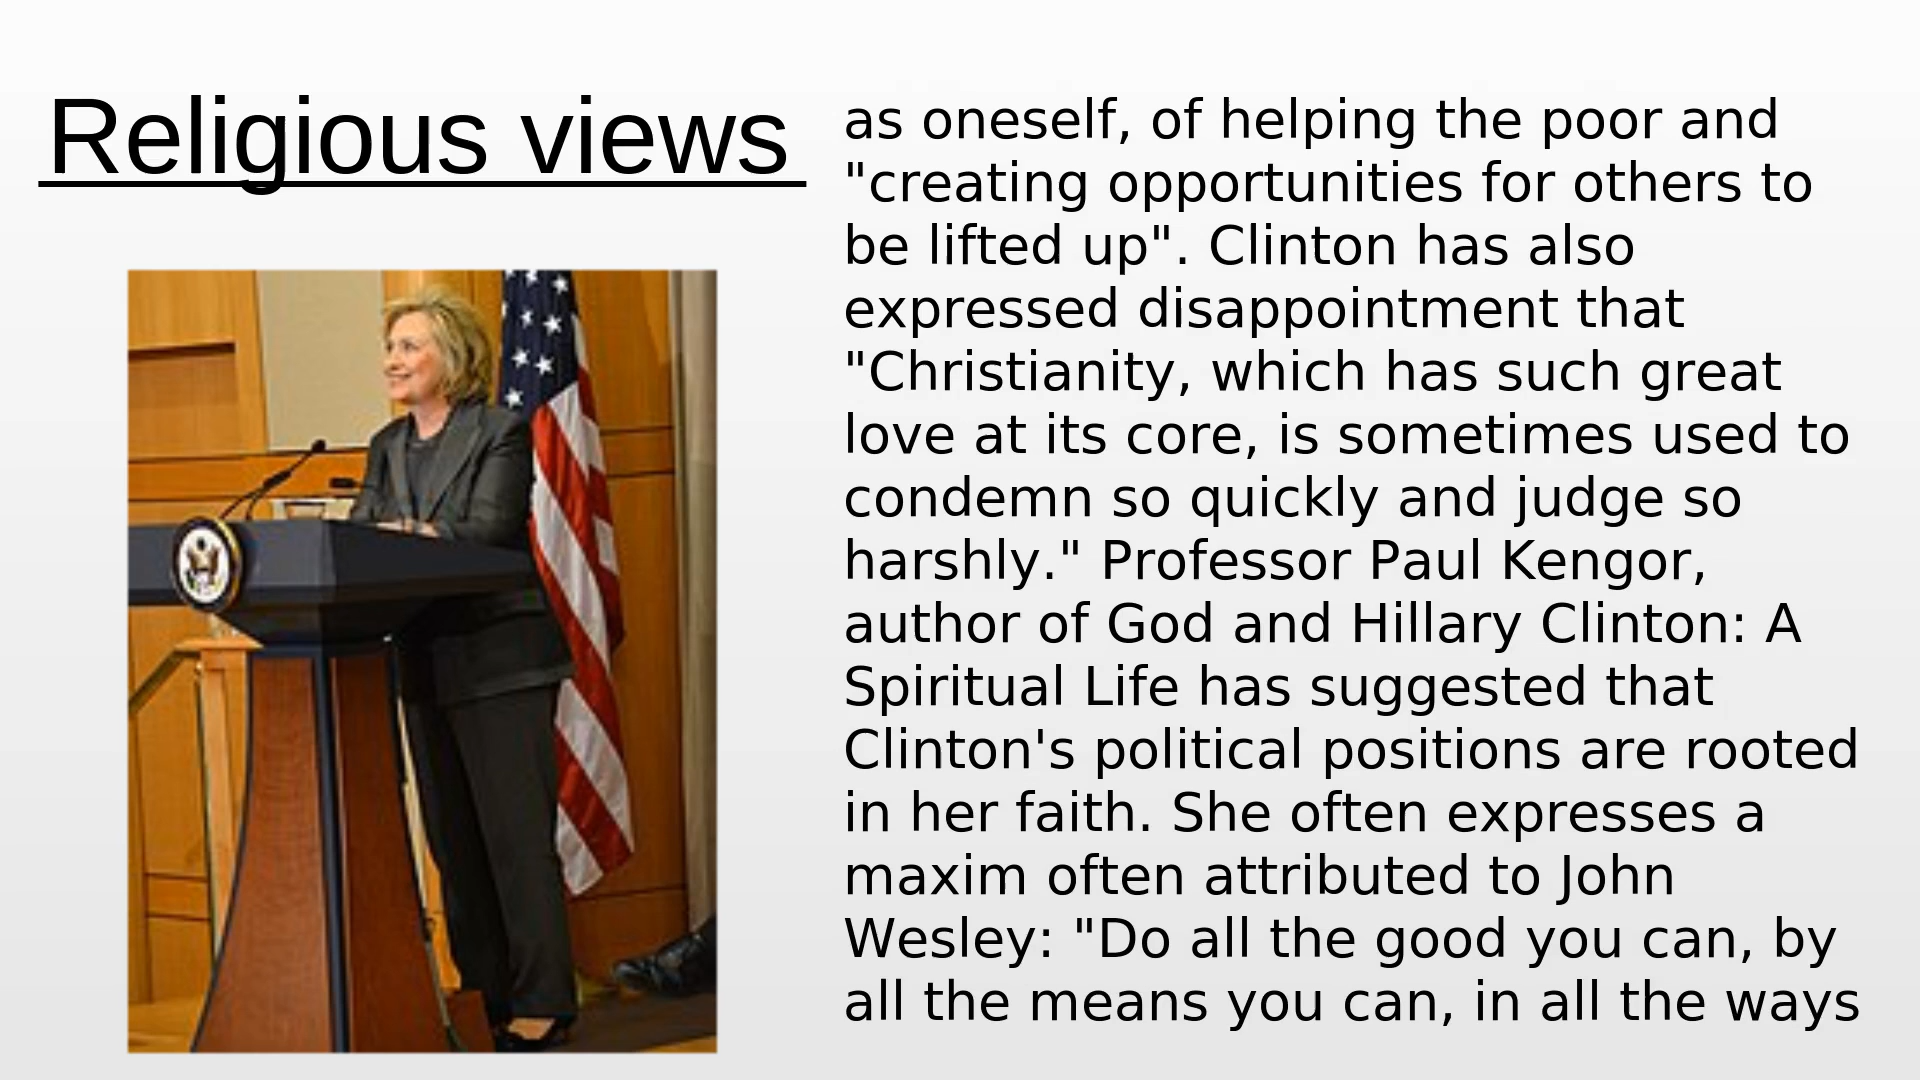 Religious views
as oneself, of helping the poor and
"creating opportunities for others to
be lifted up". Clinton has also
expressed disappointment that
"Christianity, which has such great
love at its core, is sometimes used to
condemn so quickly and judge so
harshly." Professor Paul Kengor,
author of God and Hillary Clinton: A
Spiritual Life has suggested that
Clinton's political positions are rooted
in her faith. She often expresses a
maxim often attributed to John
Wesley: "Do all the good you can, by
all the means you can, in all the ways